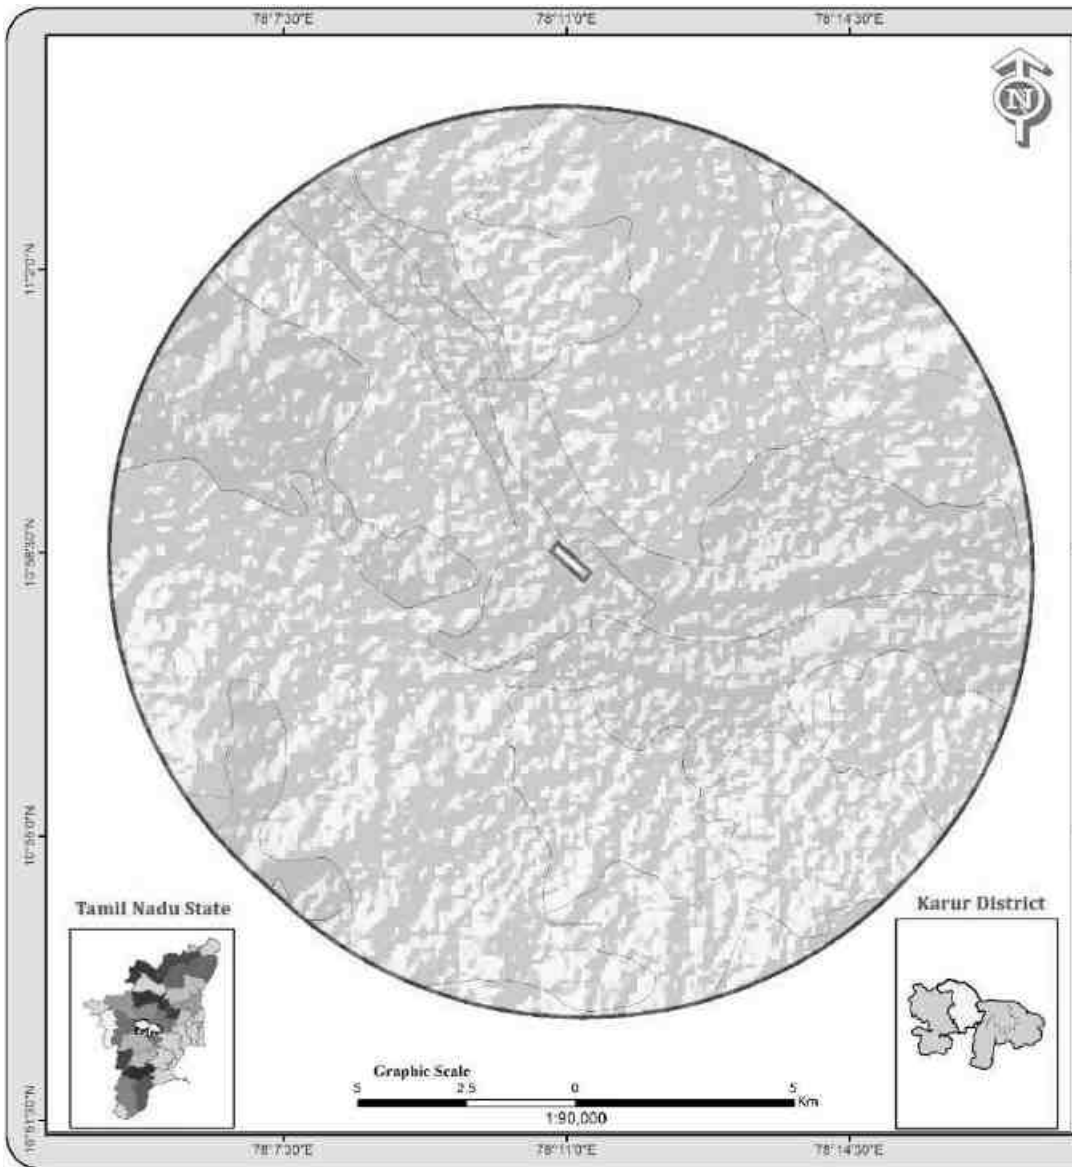 78°7'30"E 78°11'0"E 78°14'30"E
N
11°2'0"N
10°58'30"N
10°55'0"N
10°51'30"N
Tamil Nadu State
Karur District
Graphic Scale
5 2.5 0 5
Km
1:90,000
78°7'30"E 78°11'0"E 78°14'30"E